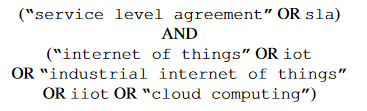 (“service level agreement” OR sla)
AND
(“internet of things” OR iot
OR “industrial internet of things”
OR iiot OR “cloud computing”)